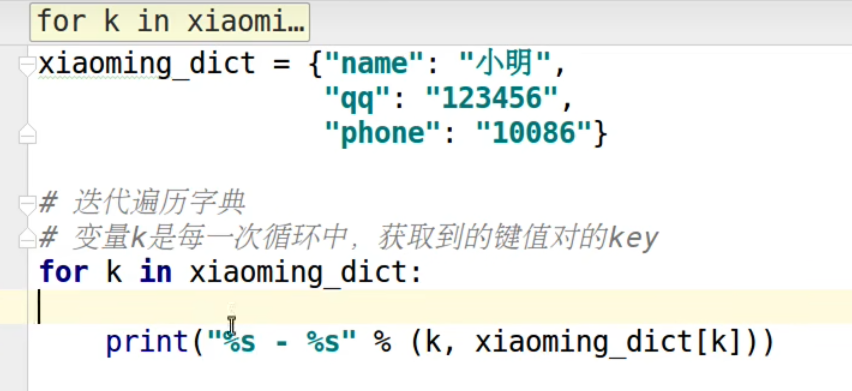 for k in xiaomi…
xiaoming_dict = {"name": "小明",
"qq": "123456",
"phone": "10086"}
# 迭代遍历字典
# 变量k是每一次循环中, 获取到的键值对的key
for k in xiaoming_dict:
print("%s - %s" % (k, xiaoming_dict[k]))